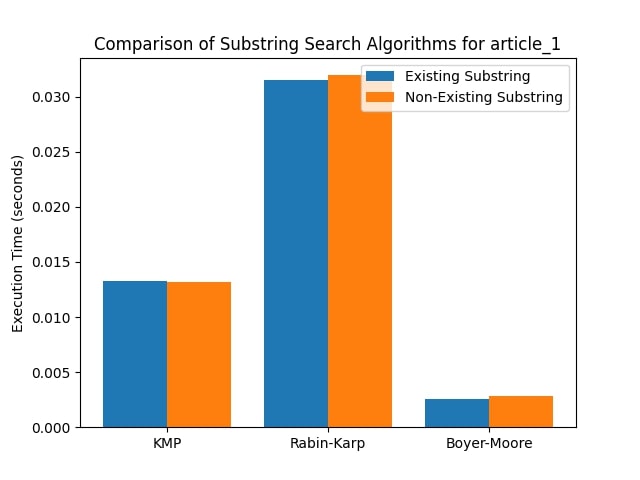 Comparison of Substring Search Algorithms for article_1
Existing Substring
Non-Existing Substring
Execution Time (seconds)
0.030
0.025
0.020
0.015
0.010
0.005
0.000
KMP
Rabin-Karp
Boyer-Moore